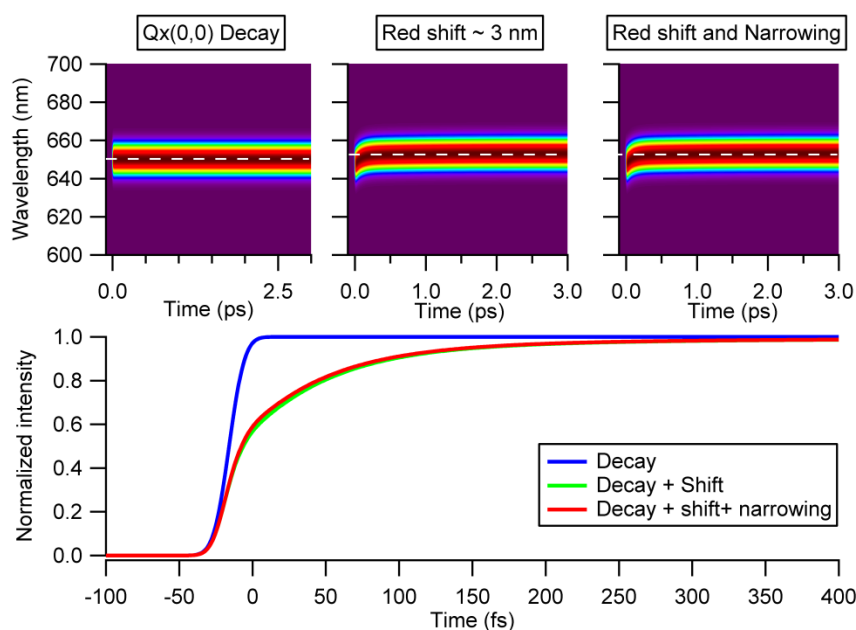 Qx(0,0) Decay
Red shift ~ 3 nm
Red shift and Narrowing
Wavelength (nm)
700
680
660
640
620
600
0.0 2.5
Time (ps)
0.0 1.0 2.0 3.0
Time (ps)
0.0 1.0 2.0 3.0
Time (ps)
Normalized intensity
1.0
0.8
0.6
0.4
0.2
0.0
Decay
Decay + Shift
Decay + shift+ narrowing
-100 -50 0 50 100 150 200 250 300 350 400
Time (fs)